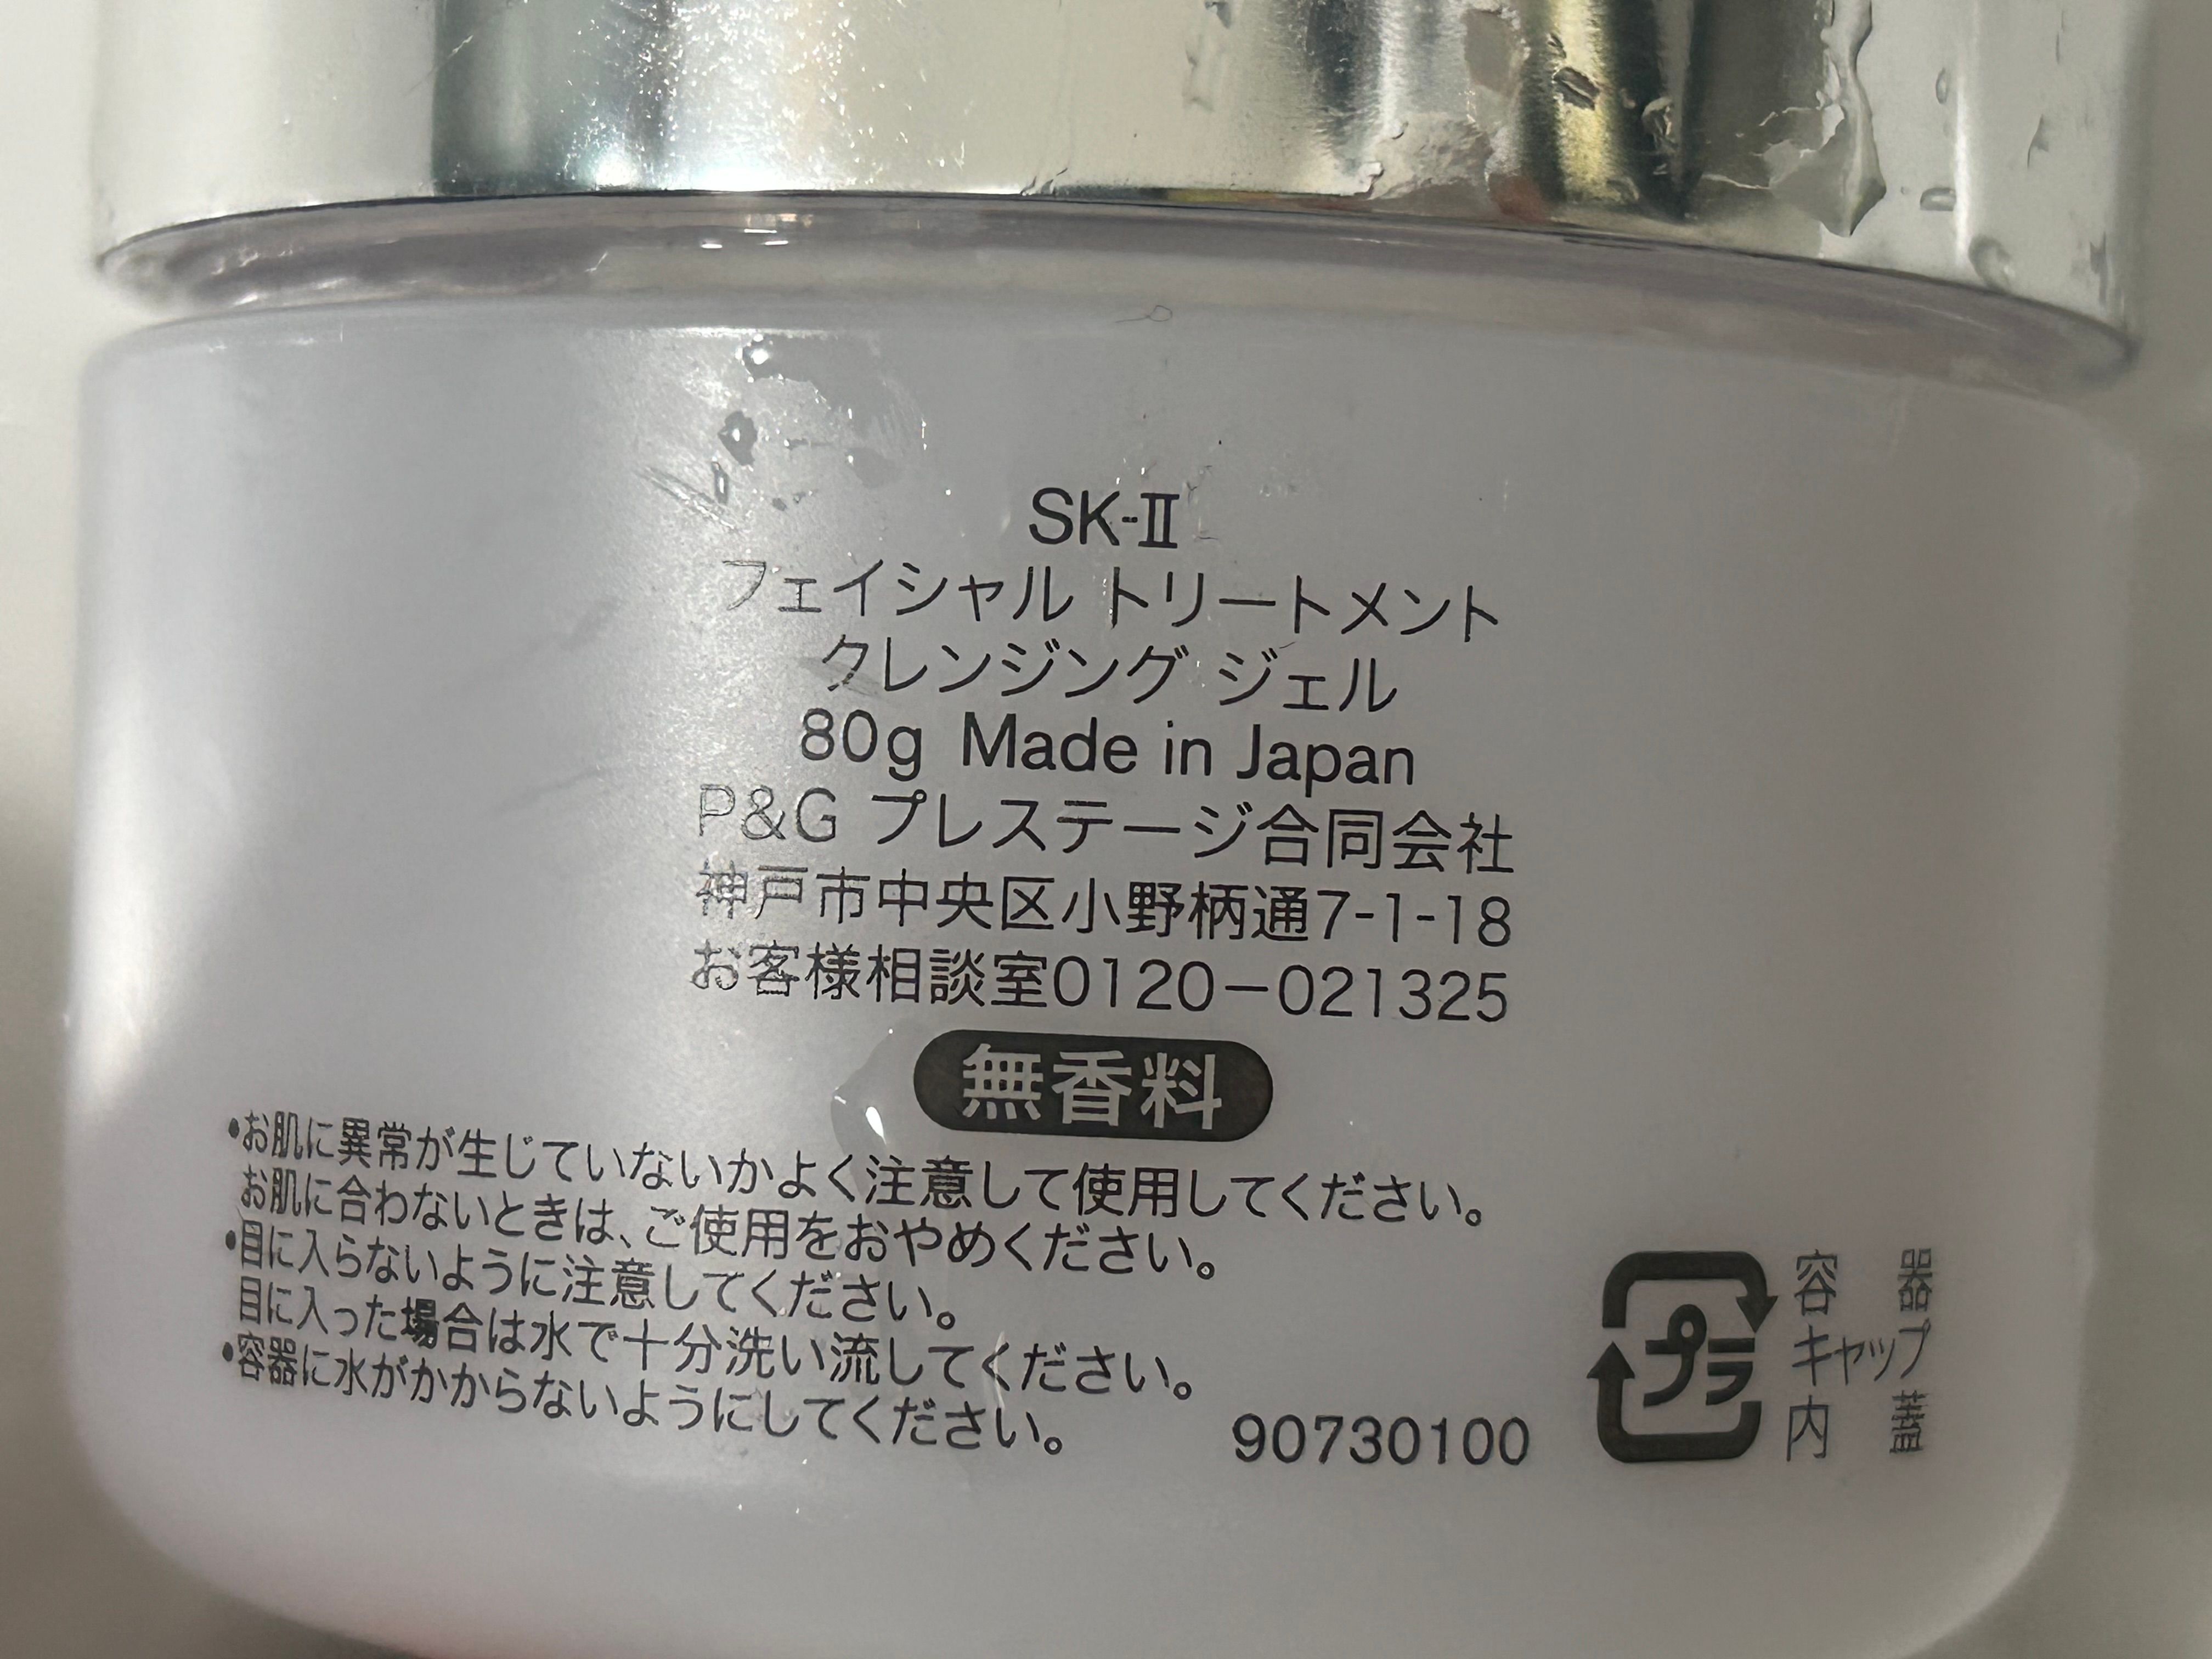 SK-II
フェイシャル トリートメント
クレンジング ジェル
80g Made in Japan
P&G プレステージ合同会社
神戸市中央区小野柄通7-1-18
お客様相談室0120-021325
無香料
•お肌に異常が生じていないかよく注意して使用してください。
お肌に合わないときは、ご使用をおやめください。
•目に入らないように注意してください。
目に入った場合は水で十分洗い流してください。
•容器に水がかからないようにしてください。
90730100
プラ
容器
キャップ
内蓋